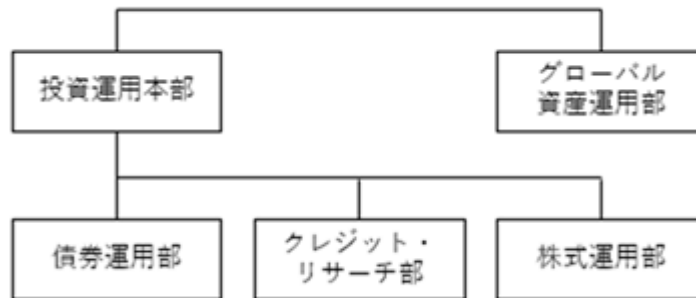 投資運用本部
グローバル
資産運用部
債券運用部
クレジット・
リサーチ部
株式運用部